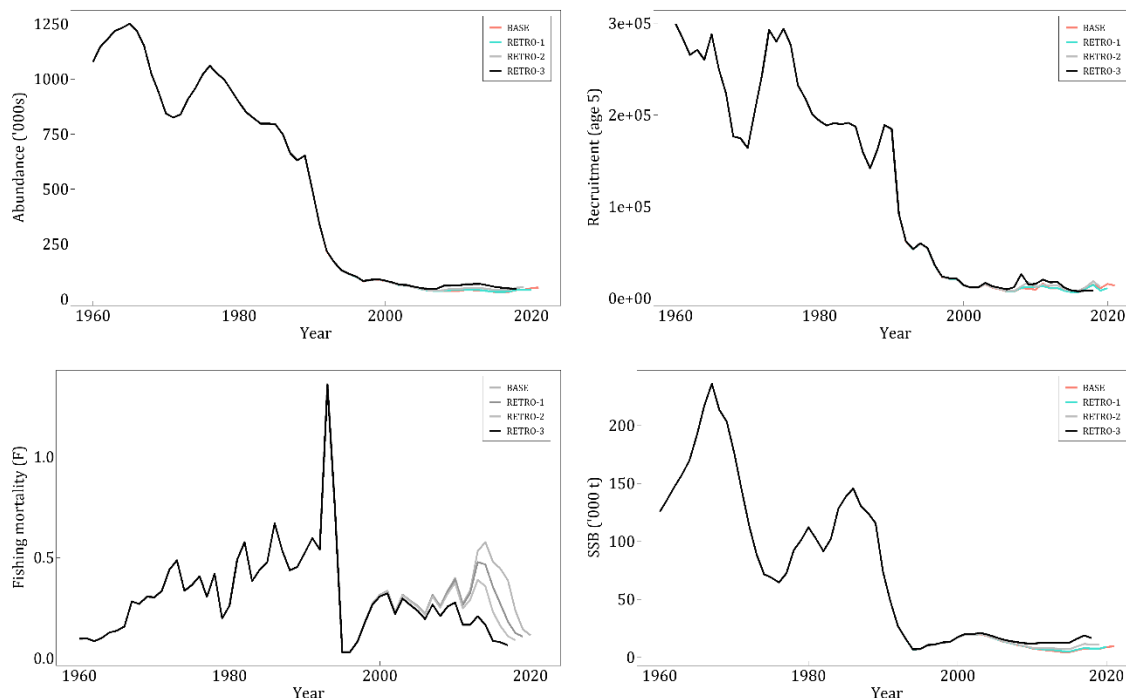 Abundance ('000s)
1250
1000
750
500
250
0
1960
1980
2000
2020
Year
BASE
RETRO-1
RETRO-2
RETRO-3
Recruitment (age 5)
3e+05
2e+05
1e+05
0e+00
1960
1980
2000
2020
Year
BASE
RETRO-1
RETRO-2
RETRO-3
Fishing mortality (F)
1.0
0.5
0.0
1960
1980
2000
2020
Year
BASE
RETRO-1
RETRO-2
RETRO-3
SSB ('000 t)
200
150
100
50
0
1960
1980
2000
2020
Year
BASE
RETRO-1
RETRO-2
RETRO-3